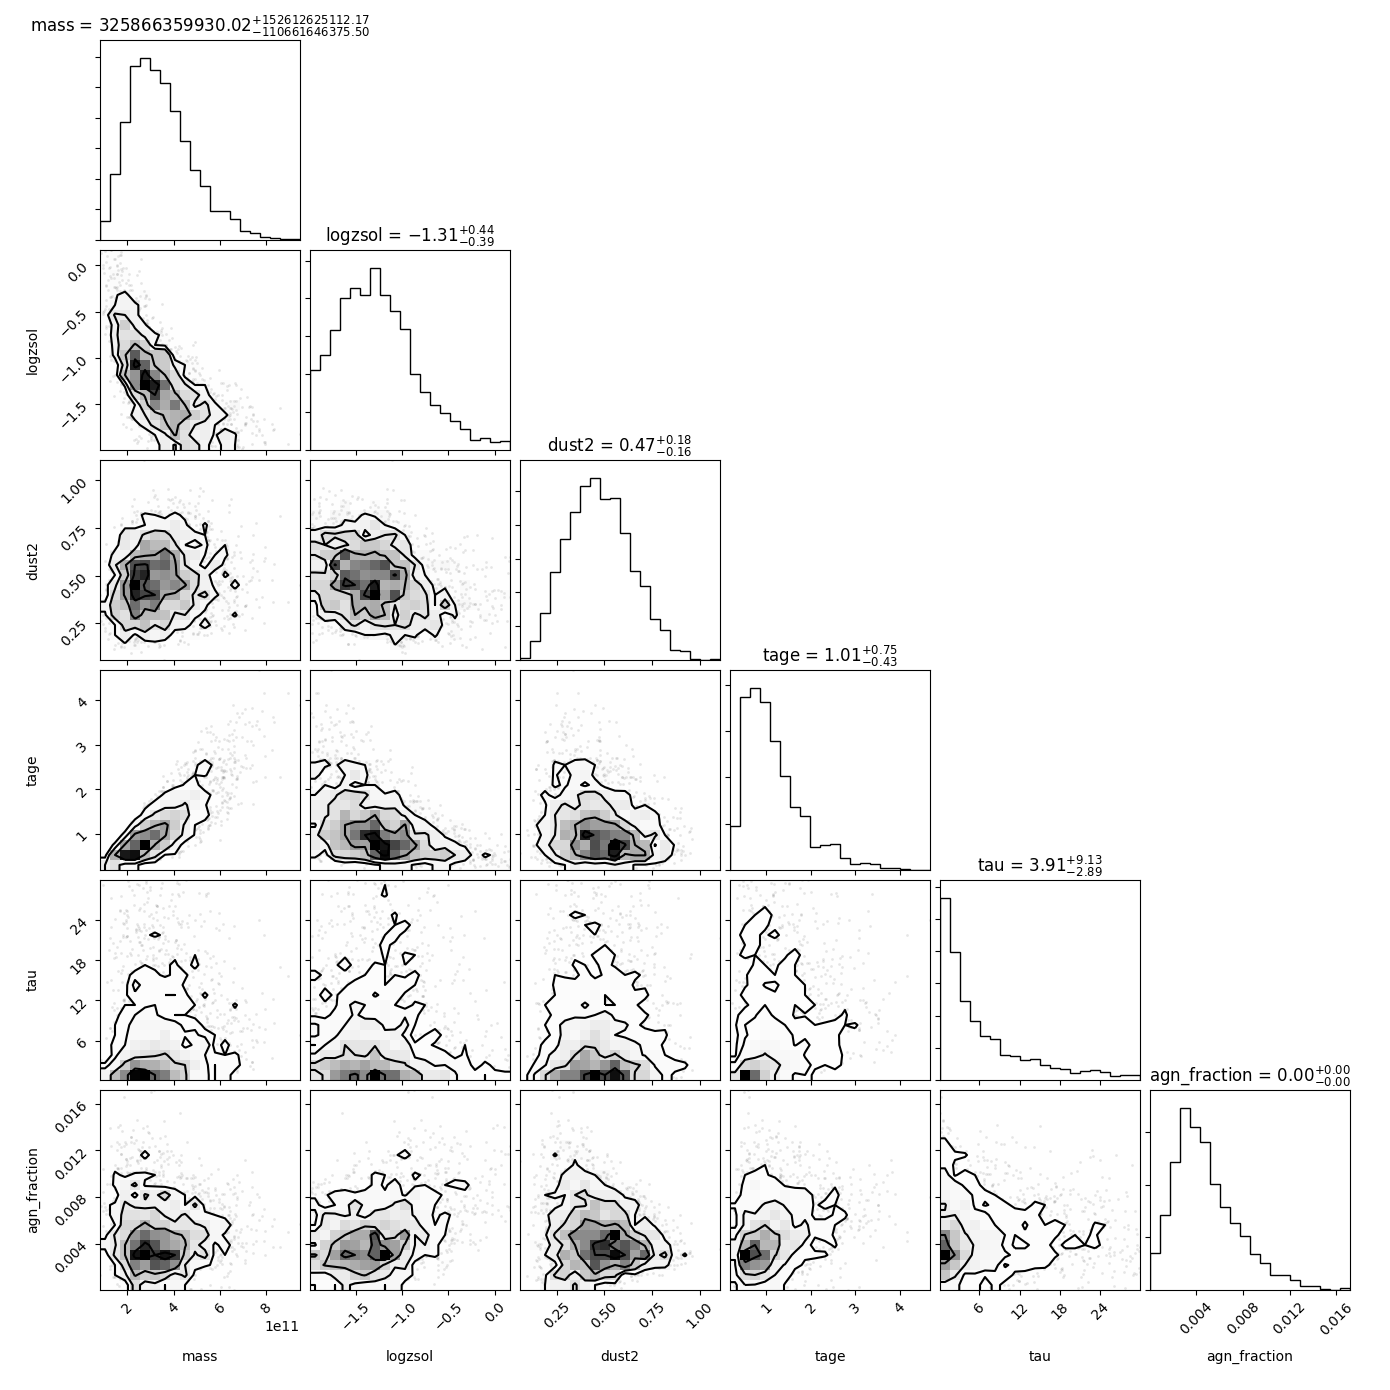 mass = 325866359930.02+152612625112.17−110661646375.50
logzsol = −1.31+0.44−0.39
0.0
−0.5
−1.0
−1.5
logzsol
dust2 = 0.47+0.18−0.16
1.00
0.75
0.50
0.25
dust2
tage = 1.01+0.75−0.43
4
3
2
1
tage
tau = 3.91+9.13−2.89
24
18
12
6
tau
agn_fraction = 0.00+0.00−0.00
0.016
0.012
0.008
0.004
agn_fraction
2 4 6 8 −1.5 −1.0 −0.5 0.0 0.25 0.50 0.75 1.00 1 2 3 4 6 12 18 24 0.004 0.008 0.012 0.016
1e11
mass logzsol dust2 tage tau agn_fraction